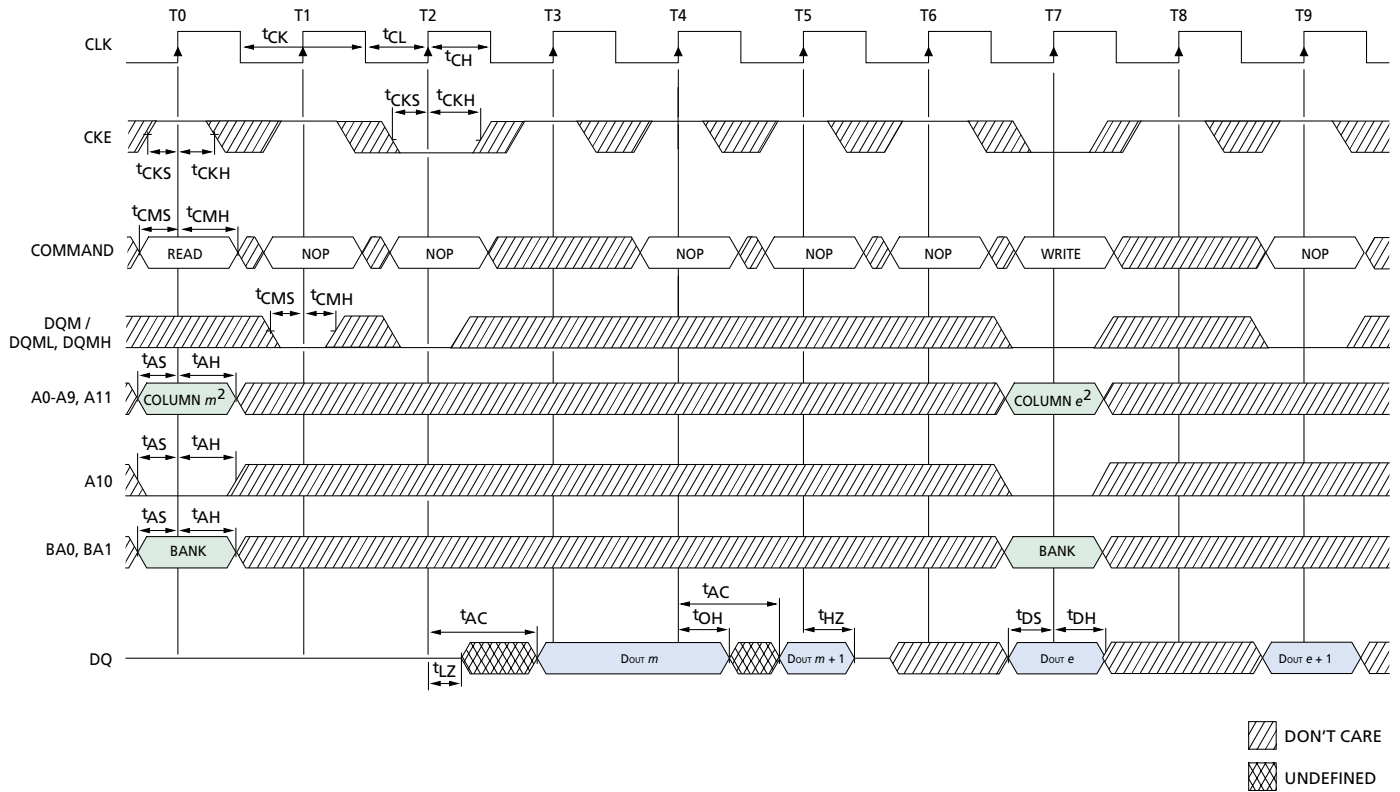 T0 T1 T2 T3 T4 T5 T6 T7 T8 T9
CLK
tCK tCL
tCH
tCKS tCKH
CKE
tCKS tCKH
tCMS tCMH
COMMAND READ NOP NOP NOP NOP NOP WRITE NOP
tCMS tCMH
DQM /
DQML, DQMH
tAS tAH
A0-A9, A11 COLUMN m2 COLUMN e2
tAS tAH
A10
tAS tAH
BA0, BA1 BANK BANK
tAC
tAC tOH tHZ tDS tDH
DQ DOUT m DOUT m + 1 DOUT e DOUT e + 1
tLZ
DON'T CARE
UNDEFINED